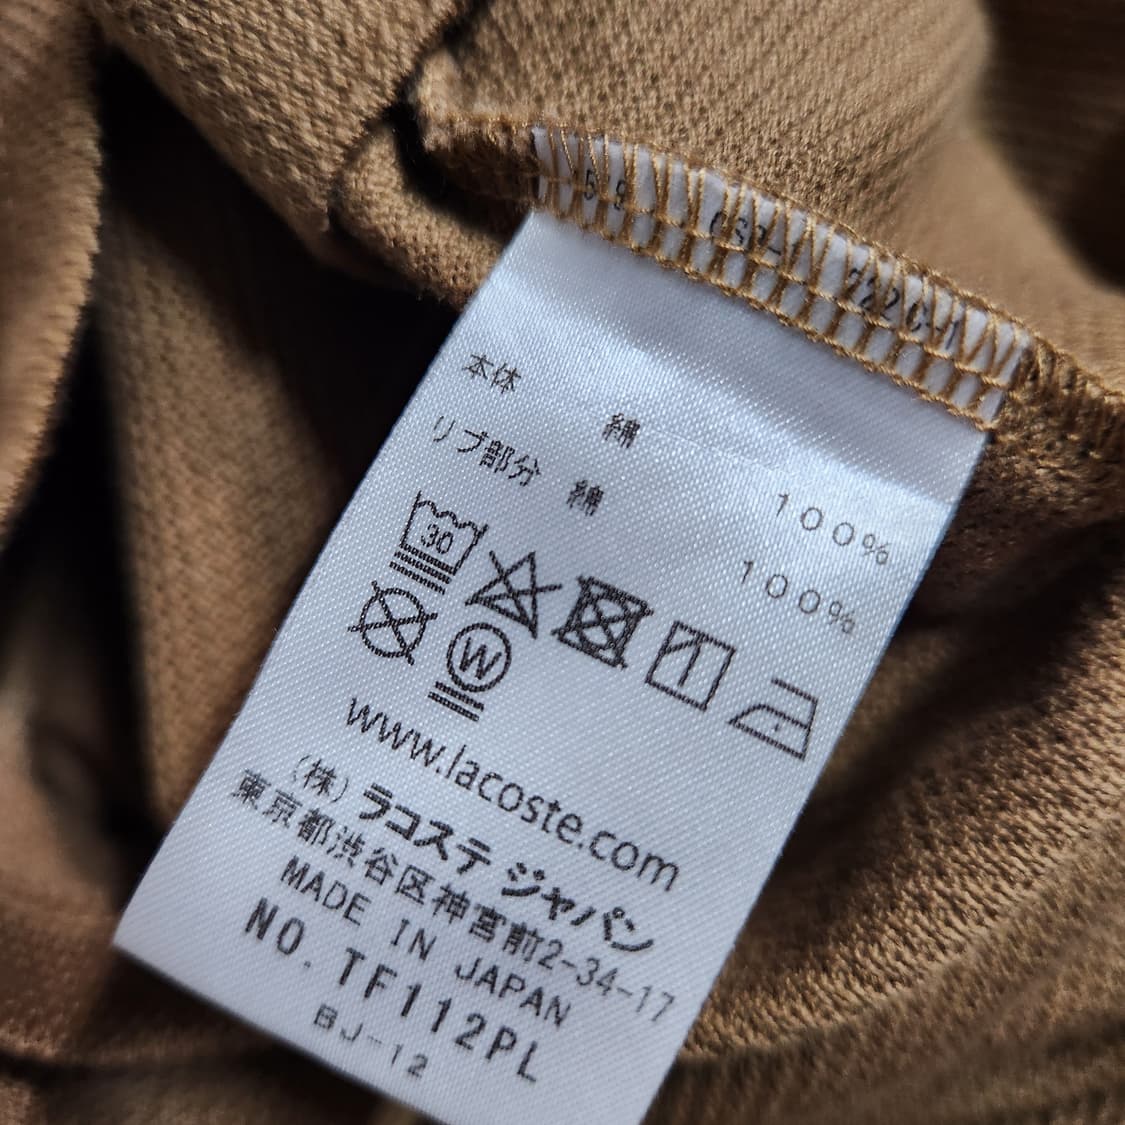 本体 綿 100%
リブ部分 綿 100%
30
W
www.lacoste.com
(株) ラコステ ジャパン
東京都渋谷区神宮前2-34-17
MADE IN JAPAN
NO. TF112PL
BJ-12